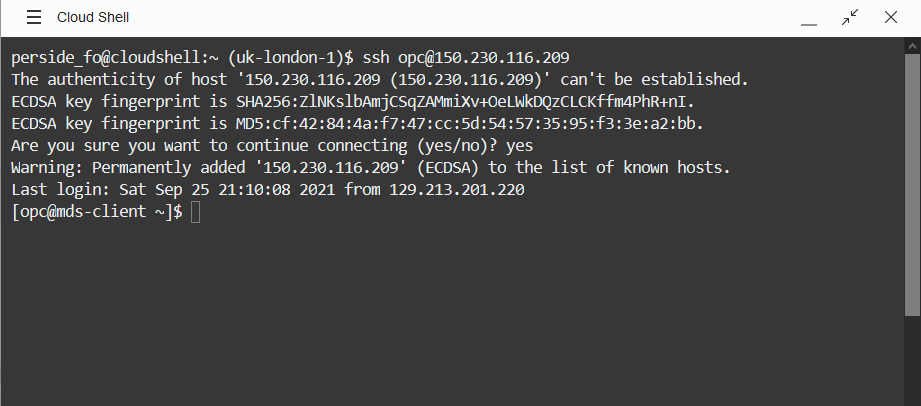 Cloud Shell
perside_fo@cloudshell:~ (uk-london-1)$ ssh opc@150.230.116.209
The authenticity of host '150.230.116.209 (150.230.116.209)' can't be established.
ECDSA key fingerprint is SHA256:ZlNKslbAmjCSqZAMmiXv+OeLWkDQzCLCKffm4PhR+nI.
ECDSA key fingerprint is MD5:cf:42:84:4a:f7:47:cc:5d:54:57:35:95:f3:3e:a2:bb.
Are you sure you want to continue connecting (yes/no)? yes
Warning: Permanently added '150.230.116.209' (ECDSA) to the list of known hosts.
Last login: Sat Sep 25 21:10:08 2021 from 129.213.201.220
[opc@mds-client ~]$